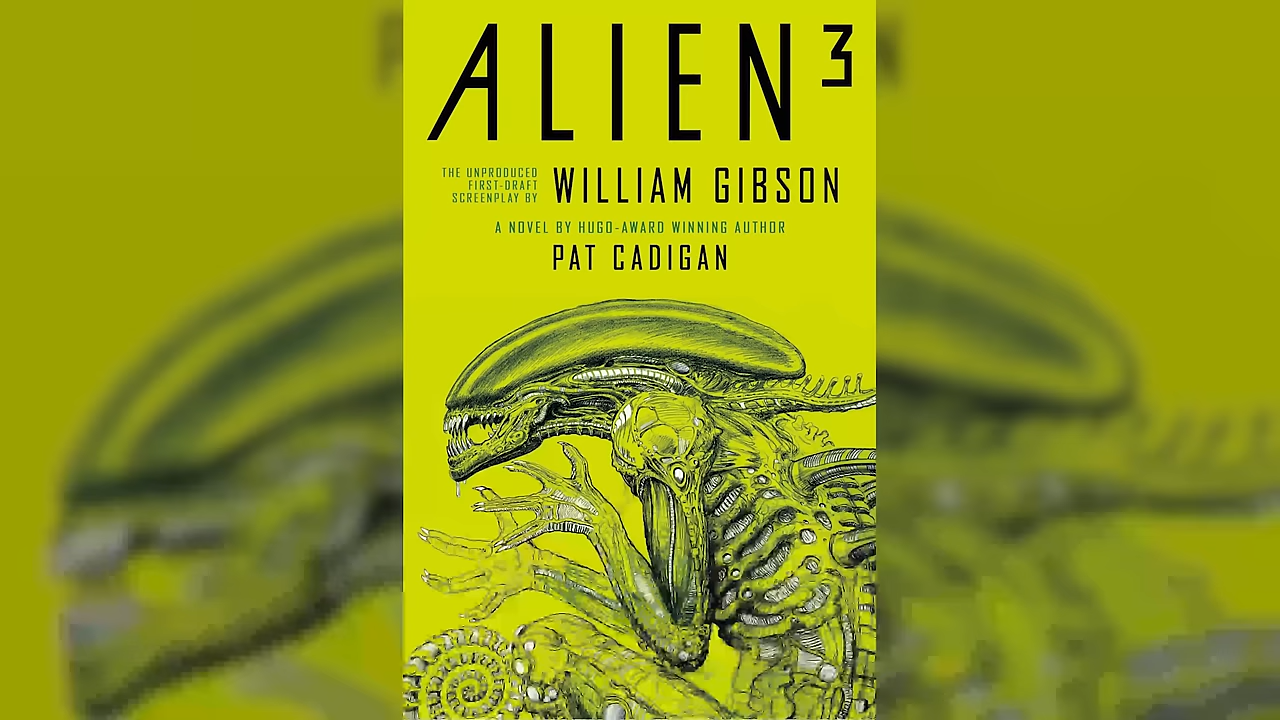 ALIEN³
THE UNPRODUCED
FIRST-DRAFT
SCREENPLAY BY
WILLIAM GIBSON
A NOVEL BY HUGO-AWARD WINNING AUTHOR
PAT CADIGAN